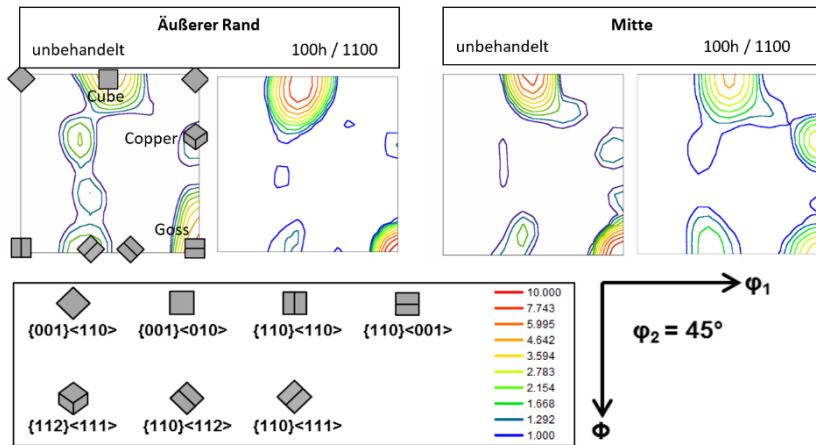 Äußerer Rand
unbehandelt 100h / 1100
Mitte
unbehandelt 100h / 1100
Cube
Copper
Goss
{001}<110> {001}<010> {110}<110> {110}<001>
{112}<111> {110}<112> {110}<111>
10.000
7.743
5.995
4.642
3.594
2.783
2.154
1.668
1.292
1.000
φ1
φ2 = 45°
Φ